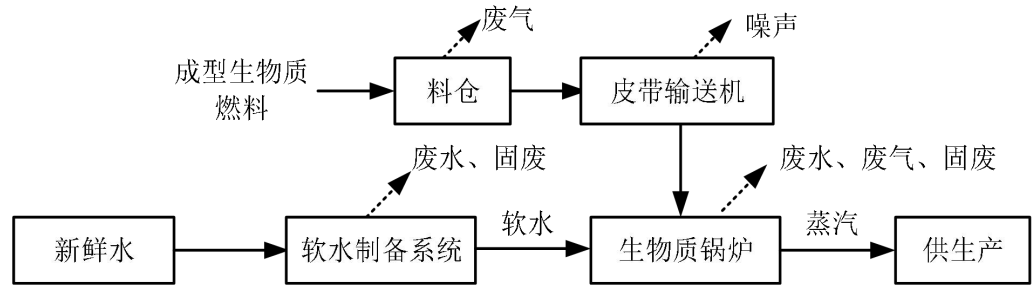 废气
噪声
成型生物质
燃料
料仓
皮带输送机
废水、固废
废水、废气、固废
新鲜水
软水制备系统
软水
生物质锅炉
蒸汽
供生产